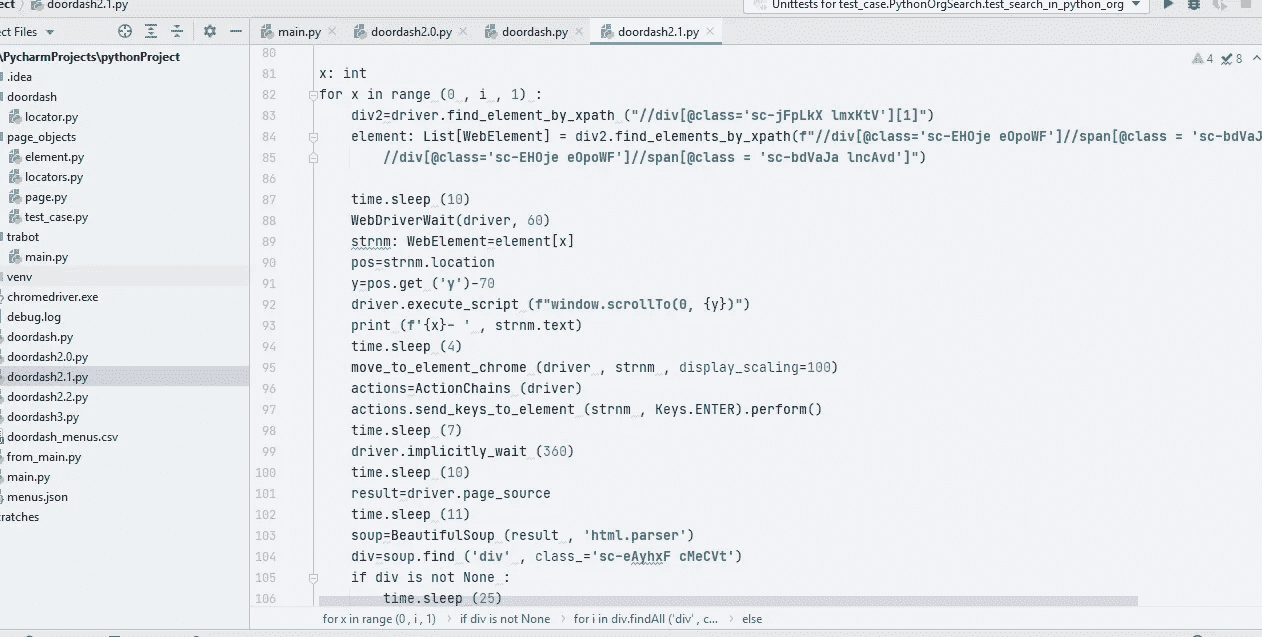 doordash2.1.py
Unittests for test_case.PythonOrgSearch.test_search_in_python_org
ct Files
main.py
doordash2.0.py
doordash.py
doordash2.1.py
\PycharmProjects\pythonProject
.idea
doordash
locator.py
page_objects
element.py
locators.py
page.py
test_case.py
trabot
main.py
venv
chromedriver.exe
debug.log
doordash.py
doordash2.0.py
doordash2.1.py
doordash2.2.py
doordash3.py
doordash_menus.csv
from_main.py
main.py
menus.json
ratches
4 8
80
81 x: int
82 for x in range (0 , i , 1) :
83 div2=driver.find_element_by_xpath ("//div[@class='sc-jFpLkX lmxKtV'][1]")
84 element: List[WebElement] = div2.find_elements_by_xpath(f"//div[@class='sc-EHOje eOpoWF']//span[@class = 'sc-bdVaJ
85 //div[@class='sc-EHOje eOpoWF']//span[@class = 'sc-bdVaJa lncAvd']")
86
87 time.sleep (10)
88 WebDriverWait(driver, 60)
89 strnm: WebElement=element[x]
90 pos=strnm.location
91 y=pos.get ('y')-70
92 driver.execute_script (f"window.scrollTo(0, {y})")
93 print (f'{x}- ' , strnm.text)
94 time.sleep (4)
95 move_to_element_chrome (driver , strnm , display_scaling=100)
96 actions=ActionChains (driver)
97 actions.send_keys_to_element (strnm , Keys.ENTER).perform()
98 time.sleep (7)
99 driver.implicitly_wait (360)
100 time.sleep (10)
101 result=driver.page_source
102 time.sleep (11)
103 soup=BeautifulSoup (result , 'html.parser')
104 div=soup.find ('div' , class_='sc-eAyhxF cMeCVt')
105 if div is not None :
106 time.sleep (25)
for x in range (0 , i , 1) › if div is not None › for i in div.findAll ('div' , c... › else